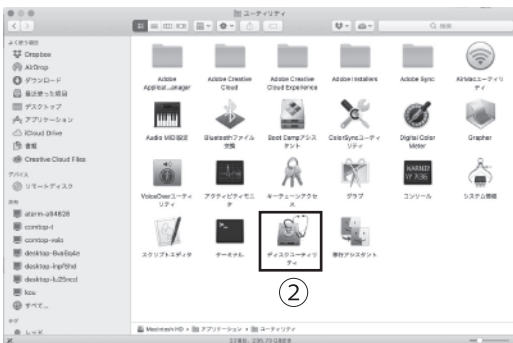 ユーティリティ
検索
よく使う項目
Dropbox
AirDrop
ダウンロード
最近使った項目
デスクトップ
アプリケーション
iCloud Drive
書類
Creative Cloud Files
デバイス
リモートディスク
共有
comtop-t
すべて...
タグ
レッド
Adobe
Applicat...anager
Adobe Creative
Cloud
Adobe Creative
Cloud Experience
Adobe Installers
Adobe Sync
AirMacユーティリ
ティ
Audio MIDI設定
Bluetoothファイル
交換
Boot Campアシス
タント
ColorSyncユーティ
リティ
Digital Color
Meter
Grapher
VoiceOverユーティ
リティ
アクティビティモニ
タ
キーチェーンアクセ
ス
グラブ
コンソール
システム情報
スクリプトエディタ
ターミナル
ディスクユーティリ
ティ
移行アシスタント
②
Macintosh HD › アプリケーション › ユーティリティ